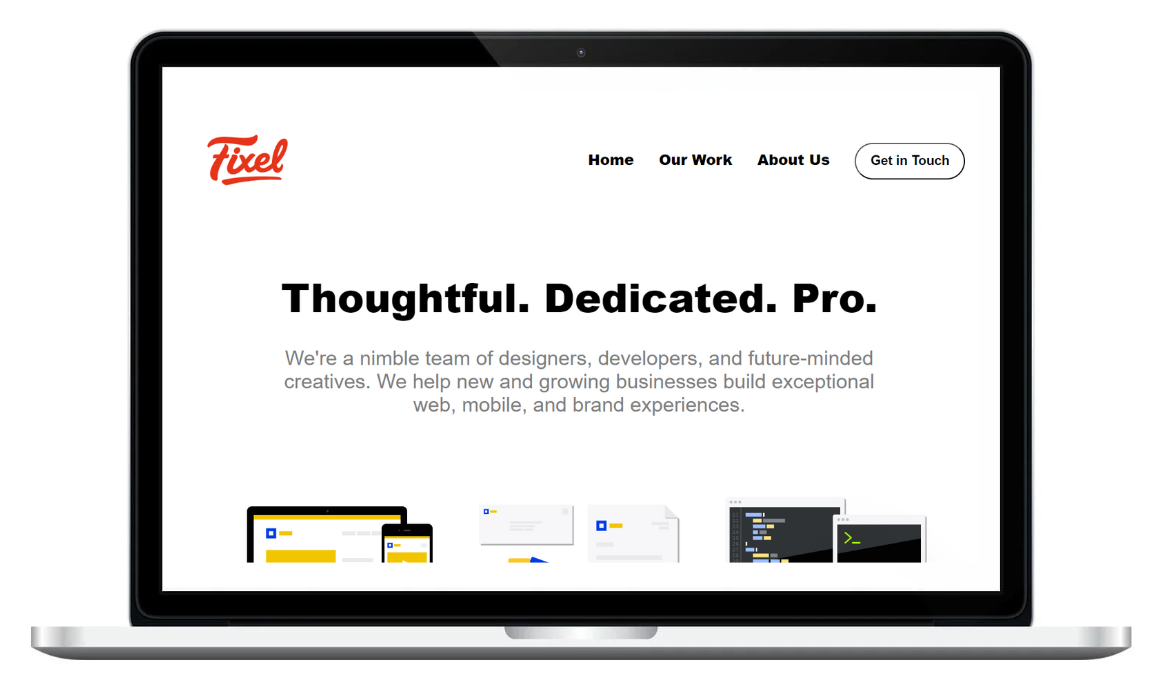 Fixel
Home Our Work About Us Get in Touch
Thoughtful. Dedicated. Pro.
We're a nimble team of designers, developers, and future-minded
creatives. We help new and growing businesses build exceptional
web, mobile, and brand experiences.
>_